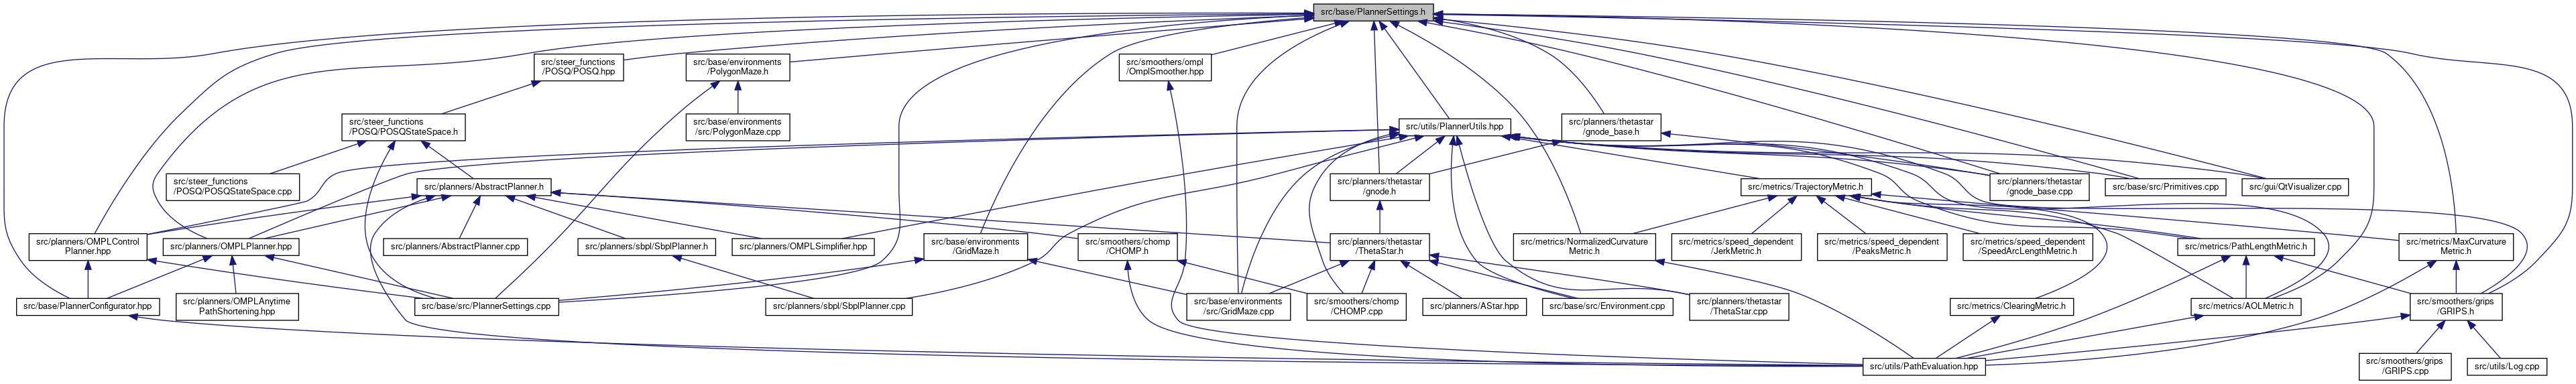 src/base/PlannerSettings.h
src/steer_functions
/POSQ/POSQ.hpp
src/base/environments
/PolygonMaze.h
src/smoothers/ompl
/OmplSmoother.hpp
src/steer_functions
/POSQ/POSQStateSpace.h
src/base/environments
/src/PolygonMaze.cpp
src/utils/PlannerUtils.hpp
src/planners/thetastar
/gnode_base.h
src/steer_functions
/POSQ/POSQStateSpace.cpp
src/planners/AbstractPlanner.h
src/planners/thetastar
/gnode.h
src/metrics/TrajectoryMetric.h
src/planners/thetastar
/gnode_base.cpp
src/base/src/Primitives.cpp
src/gui/QtVisualizer.cpp
src/planners/OMPLControl
Planner.hpp
src/planners/OMPLPlanner.hpp
src/planners/AbstractPlanner.cpp
src/planners/sbpl/SbplPlanner.h
src/planners/OMPLSimplifier.hpp
src/base/environments
/GridMaze.h
src/smoothers/chomp
/CHOMP.h
src/planners/thetastar
/ThetaStar.h
src/metrics/NormalizedCurvature
Metric.h
src/metrics/speed_dependent
/JerkMetric.h
src/metrics/speed_dependent
/PeaksMetric.h
src/metrics/speed_dependent
/SpeedArcLengthMetric.h
src/metrics/PathLengthMetric.h
src/metrics/MaxCurvature
Metric.h
src/base/PlannerConfigurator.hpp
src/planners/OMPLAnytime
PathShortening.hpp
src/base/src/PlannerSettings.cpp
src/planners/sbpl/SbplPlanner.cpp
src/base/environments
/src/GridMaze.cpp
src/smoothers/chomp
/CHOMP.cpp
src/planners/AStar.hpp
src/base/src/Environment.cpp
src/planners/thetastar
/ThetaStar.cpp
src/metrics/ClearingMetric.h
src/metrics/AOLMetric.h
src/smoothers/grips
/GRIPS.h
src/utils/PathEvaluation.hpp
src/smoothers/grips
/GRIPS.cpp
src/utils/Log.cpp